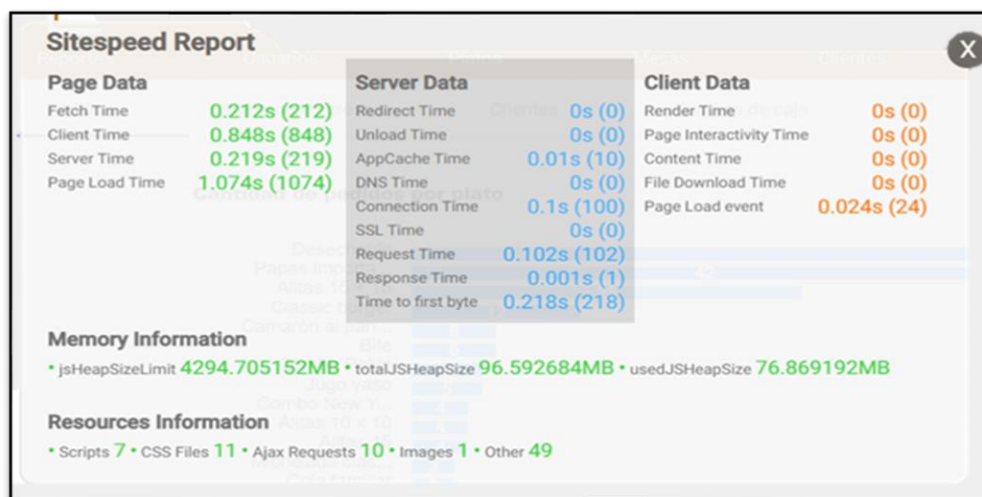 Sitespeed Report
X
Page Data
Fetch Time 0.212s (212)
Client Time 0.848s (848)
Server Time 0.219s (219)
Page Load Time 1.074s (1074)
Server Data
Redirect Time 0s (0)
Unload Time 0s (0)
AppCache Time 0.01s (10)
DNS Time 0s (0)
Connection Time 0.1s (100)
SSL Time 0s (0)
Request Time 0.102s (102)
Response Time 0.001s (1)
Time to first byte 0.218s (218)
Client Data
Render Time 0s (0)
Page Interactivity Time 0s (0)
Content Time 0s (0)
File Download Time 0s (0)
Page Load event 0.024s (24)
Cantidad de pedidos por plato
Memory Information
• jsHeapSizeLimit 4294.705152MB • totalJSHeapSize 96.592684MB • usedJSHeapSize 76.869192MB
Resources Information
• Scripts 7 • CSS Files 11 • Ajax Requests 10 • Images 1 • Other 49